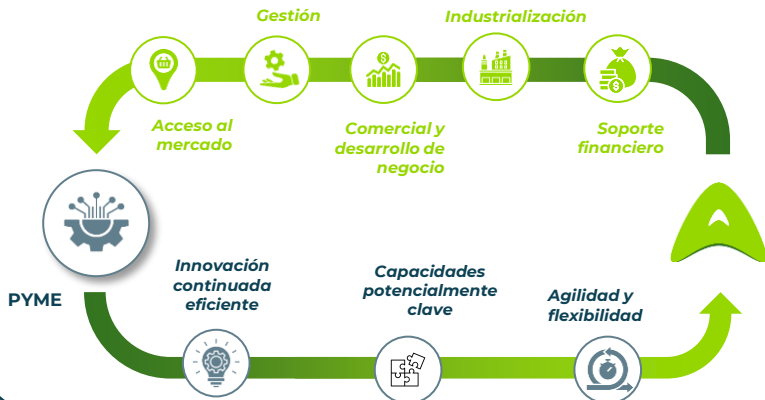 Gestión
Industrialización
Acceso al
mercado
Comercial y
desarrollo de
negocio
Soporte
financiero
PYME
Innovación
continuada
eficiente
Capacidades
potencialmente
clave
Agilidad y
flexibilidad